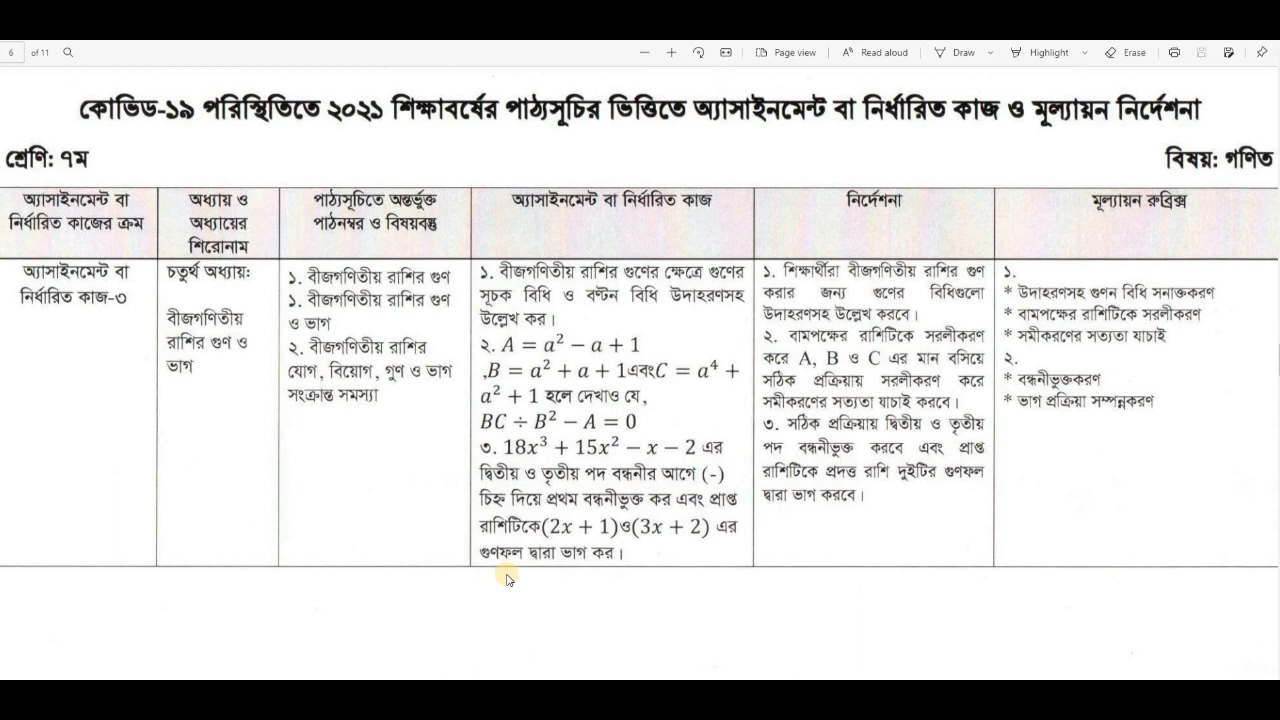 6 of 11
Page view
Read aloud
Draw
Highlight
Erase
কোভিড-১৯ পরিস্থিতিতে ২০২১ শিক্ষাবর্ষের পাঠ্যসূচির ভিত্তিতে অ্যাসাইনমেন্ট বা নির্ধারিত কাজ ও মূল্যায়ন নির্দেশনা
শ্রেণি: ৭ম
বিষয়: গণিত
অ্যাসাইনমেন্ট বা
নির্ধারিত কাজের ক্রম
অধ্যায় ও
অধ্যায়ের
শিরোনাম
পাঠ্যসূচিতে অন্তর্ভুক্ত
পাঠনম্বর ও বিষয়বস্তু
অ্যাসাইনমেন্ট বা নির্ধারিত কাজ
নির্দেশনা
মূল্যায়ন রুব্রিক্স
অ্যাসাইনমেন্ট বা
নির্ধারিত কাজ-৩
চতুর্থ অধ্যায়:
বীজগণিতীয়
রাশির গুণ ও
ভাগ
১. বীজগণিতীয় রাশির গুণ
১. বীজগণিতীয় রাশির গুণ
ও ভাগ
২. বীজগণিতীয় রাশির
যোগ, বিয়োগ, গুণ ও ভাগ
সংক্রান্ত সমস্যা
১. বীজগণিতীয় রাশির গুণের ক্ষেত্রে গুণের
সূচক বিধি ও বণ্টন বিধি উদাহরণসহ
উল্লেখ কর।
২. A = a² − a + 1
,B = a² + a + 1এবংC = a⁴ +
a² + 1 হলে দেখাও যে,
BC ÷ B² − A = 0
৩. 18x³ + 15x² − x − 2 এর
দ্বিতীয় ও তৃতীয় পদ বন্ধনীর আগে (-)
চিহ্ন দিয়ে প্রথম বন্ধনীভুক্ত কর এবং প্রাপ্ত
রাশিটিকে(2x + 1)ও(3x + 2) এর
গুণফল দ্বারা ভাগ কর।
১. শিক্ষার্থীরা বীজগণিতীয় রাশির গুণ
করার জন্য গুণের বিধিগুলো
উদাহরণসহ উল্লেখ করবে।
২. বামপক্ষের রাশিটিকে সরলীকরণ
করে A, B ও C এর মান বসিয়ে
সঠিক প্রক্রিয়ায় সরলীকরণ করে
সমীকরণের সত্যতা যাচাই করবে।
৩. সঠিক প্রক্রিয়ায় দ্বিতীয় ও তৃতীয়
পদ বন্ধনীভুক্ত করবে এবং প্রাপ্ত
রাশিটিকে প্রদত্ত রাশি দুইটির গুণফল
দ্বারা ভাগ করবে।
১.
* উদাহরণসহ গুণন বিধি সনাক্তকরণ
* বামপক্ষের রাশিটিকে সরলীকরণ
* সমীকরণের সত্যতা যাচাই
২.
* বন্ধনীভুক্তকরণ
* ভাগ প্রক্রিয়া সম্পন্নকরণ